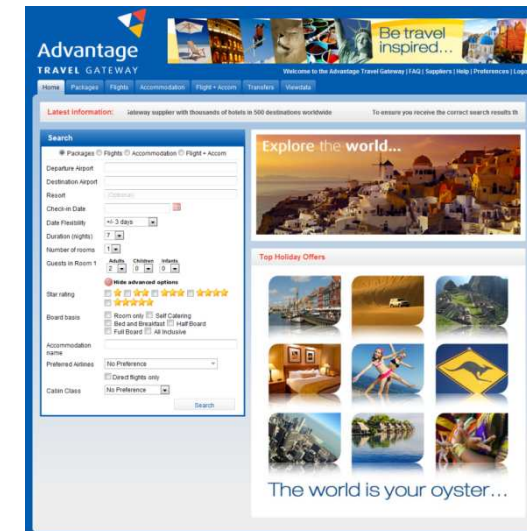 Advantage
TRAVEL GATEWAY
Be travel
inspired...
Welcome to the Advantage Travel Gateway | FAQ | Suppliers | Help | Preferences | Logo
Home Packages Flights Accommodation Flight + Accom Transfers Viewdata
Latest information: Gateway supplier with thousands of hotels in 500 destinations worldwide To ensure you receive the correct search results th
Search
Packages Flights Accommodation Flight + Accom
Departure Airport
Destination Airport
Resort (Optional)
Check-in Date
Date Flexibility +/- 3 days
Duration (nights) 7
Number of rooms 1
Guests in Room 1 Adults Children Infants
2 0 0
Hide advanced options
Star rating
Board basis Room only Self Catering
Bed and Breakfast Half Board
Full Board All Inclusive
Accommodation
name
Preferred Airlines No Preference
Direct flights only
Cabin Class No Preference
Search
Explore the world...
Top Holiday Offers
The world is your oyster...